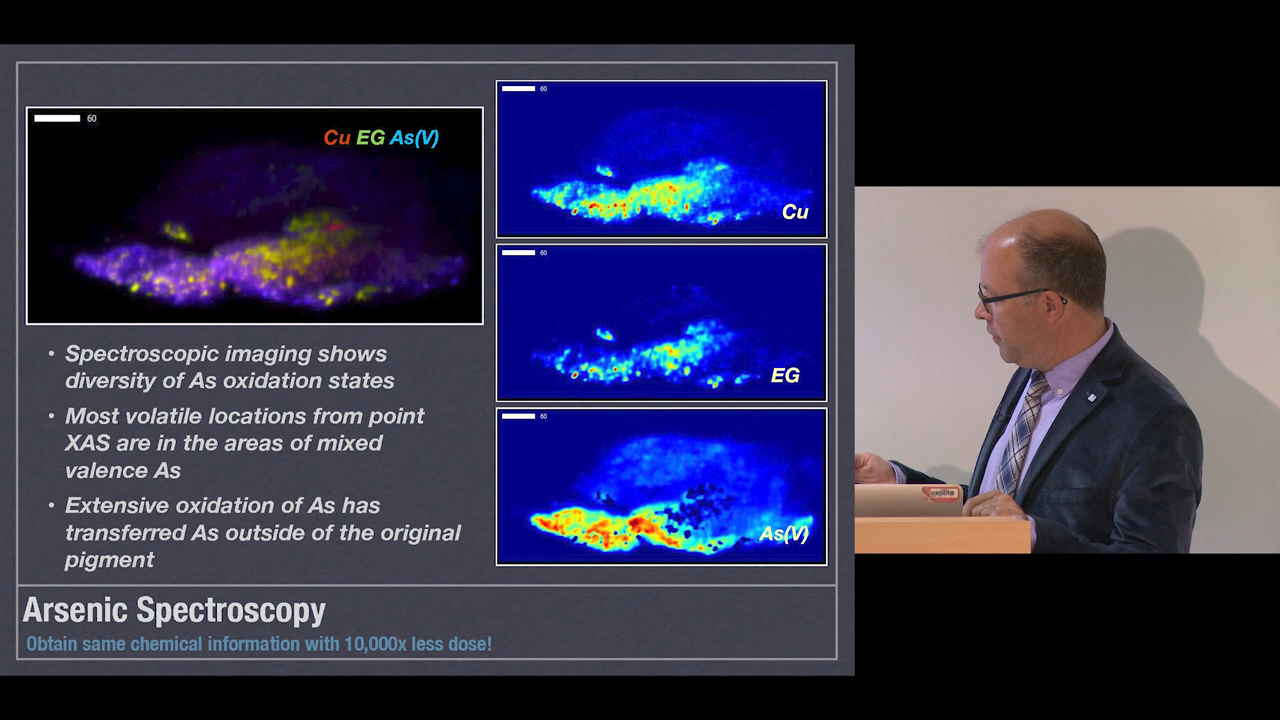 60
Cu EG As(V)
• Spectroscopic imaging shows
diversity of As oxidation states
• Most volatile locations from point
XAS are in the areas of mixed
valence As
• Extensive oxidation of As has
transferred As outside of the original
pigment
60
Cu
60
EG
60
As(V)
Arsenic Spectroscopy
Obtain same chemical information with 10,000x less dose!